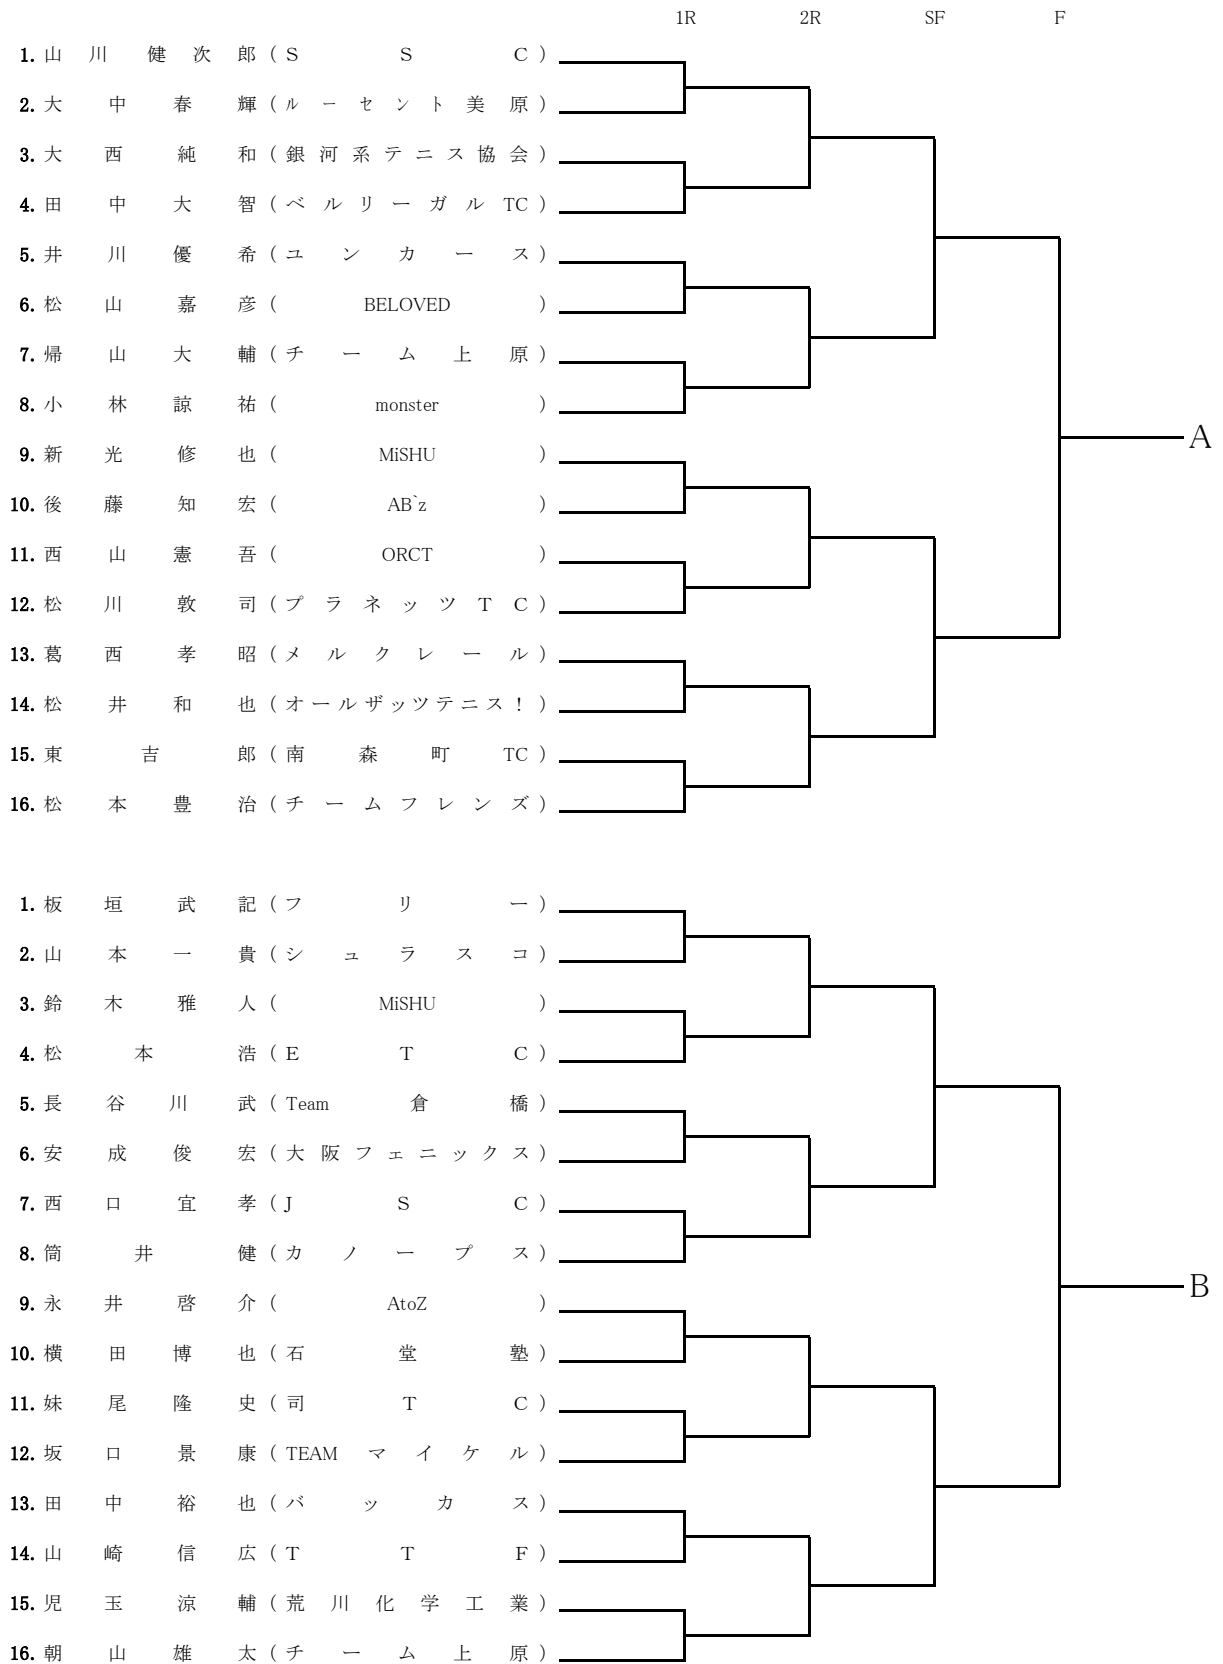 1R 2R SF F
1. 山川健次郎 ( SSC )
2. 大中春輝 ( ルーセント美原 )
3. 大西純和 ( 銀河系テニス協会 )
4. 田中大智 ( ベルリーガルTC )
5. 井川優希 ( ユンカース )
6. 松山嘉彦 ( BELOVED )
7. 帰山大輔 ( チーム上原 )
8. 小林諒祐 ( monster )
A
9. 新光修也 ( MiSHU )
10. 後藤知宏 ( AB`z )
11. 西山憲吾 ( ORCT )
12. 松川敦司 ( プラネッツTC )
13. 葛西孝昭 ( メルクレール )
14. 松井和也 ( オールザッツテニス! )
15. 東吉郎 ( 南森町TC )
16. 松本豊治 ( チームフレンズ )
1. 板垣武記 ( フリー )
2. 山本一貴 ( シュラスコ )
3. 鈴木雅人 ( MiSHU )
4. 松本浩 ( ETC )
5. 長谷川武 ( Team倉橋 )
6. 安成俊宏 ( 大阪フェニックス )
7. 西口宜孝 ( JSC )
8. 筒井健 ( カノープス )
B
9. 永井啓介 ( AtoZ )
10. 横田博也 ( 石堂塾 )
11. 妹尾隆史 ( 司TC )
12. 坂口景康 ( TEAMマイケル )
13. 田中裕也 ( バッカス )
14. 山崎信広 ( TTF )
15. 児玉涼輔 ( 荒川化学工業 )
16. 朝山雄太 ( チーム上原 )